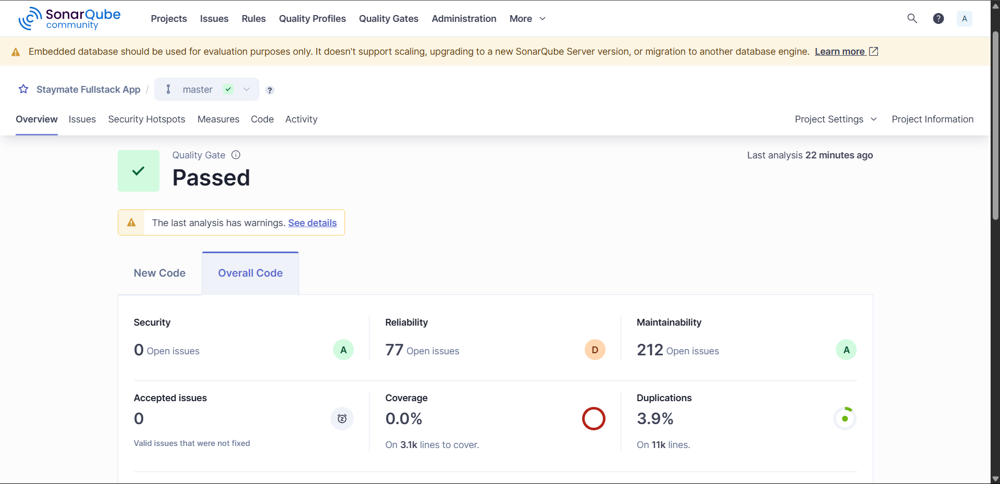 SonarQube community
Projects Issues Rules Quality Profiles Quality Gates Administration More ? A
Embedded database should be used for evaluation purposes only. It doesn't support scaling, upgrading to a new SonarQube Server version, or migration to another database engine. Learn more
Staymate Fullstack App / master ?
Overview Issues Security Hotspots Measures Code Activity Project Settings Project Information
Quality Gate Last analysis 22 minutes ago
Passed
The last analysis has warnings. See details
New Code Overall Code
Security Reliability Maintainability
0 Open issues A 77 Open issues D 212 Open issues A
Accepted issues Coverage Duplications
0 0.0% 3.9%
Valid issues that were not fixed On 3.1k lines to cover. On 11k lines.